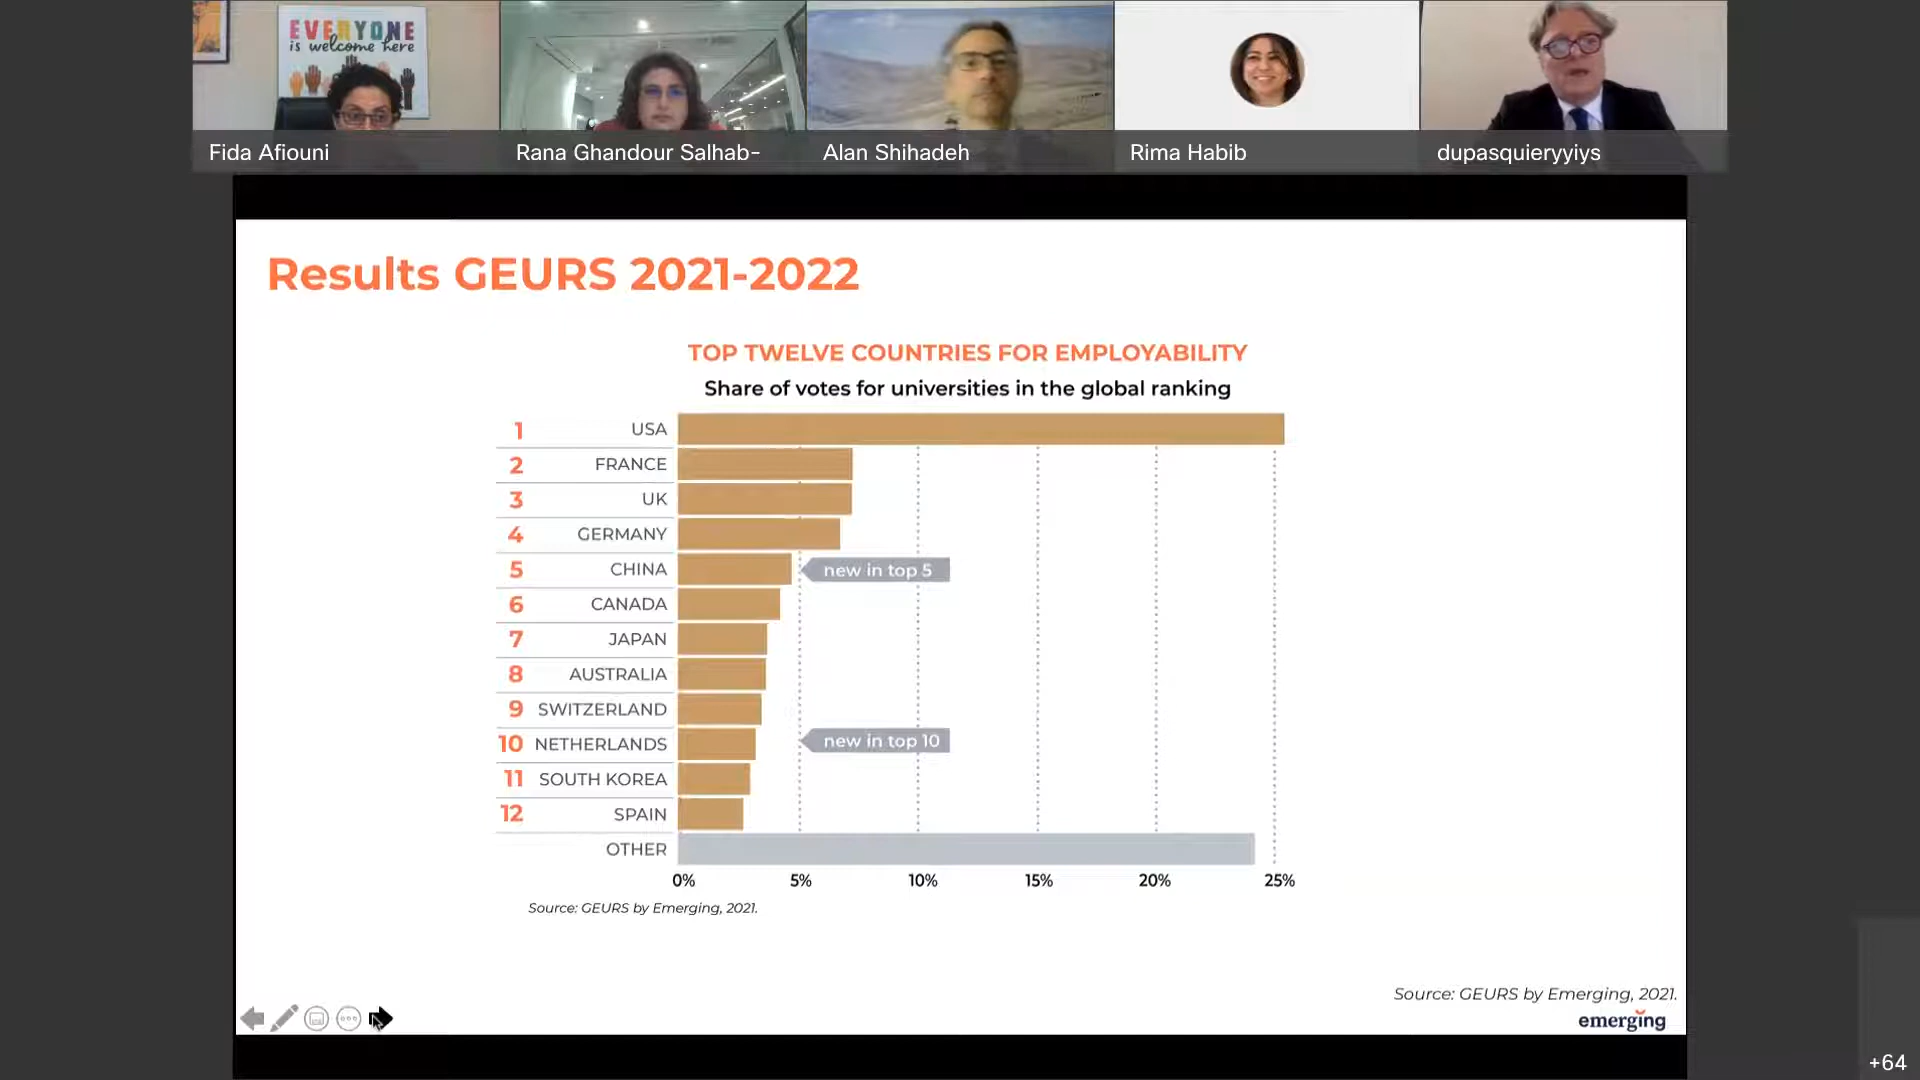 EVERYONE
is welcome here
Fida Afiouni
Rana Ghandour Salhab-
Alan Shihadeh
Rima Habib
dupasquieryyiys
Results GEURS 2021-2022
TOP TWELVE COUNTRIES FOR EMPLOYABILITY
Share of votes for universities in the global ranking
1 USA
2 FRANCE
3 UK
4 GERMANY
5 CHINA new in top 5
6 CANADA
7 JAPAN
8 AUSTRALIA
9 SWITZERLAND
10 NETHERLANDS new in top 10
11 SOUTH KOREA
12 SPAIN
OTHER
0% 5% 10% 15% 20% 25%
Source: GEURS by Emerging, 2021.
Source: GEURS by Emerging, 2021.
emerging
+64